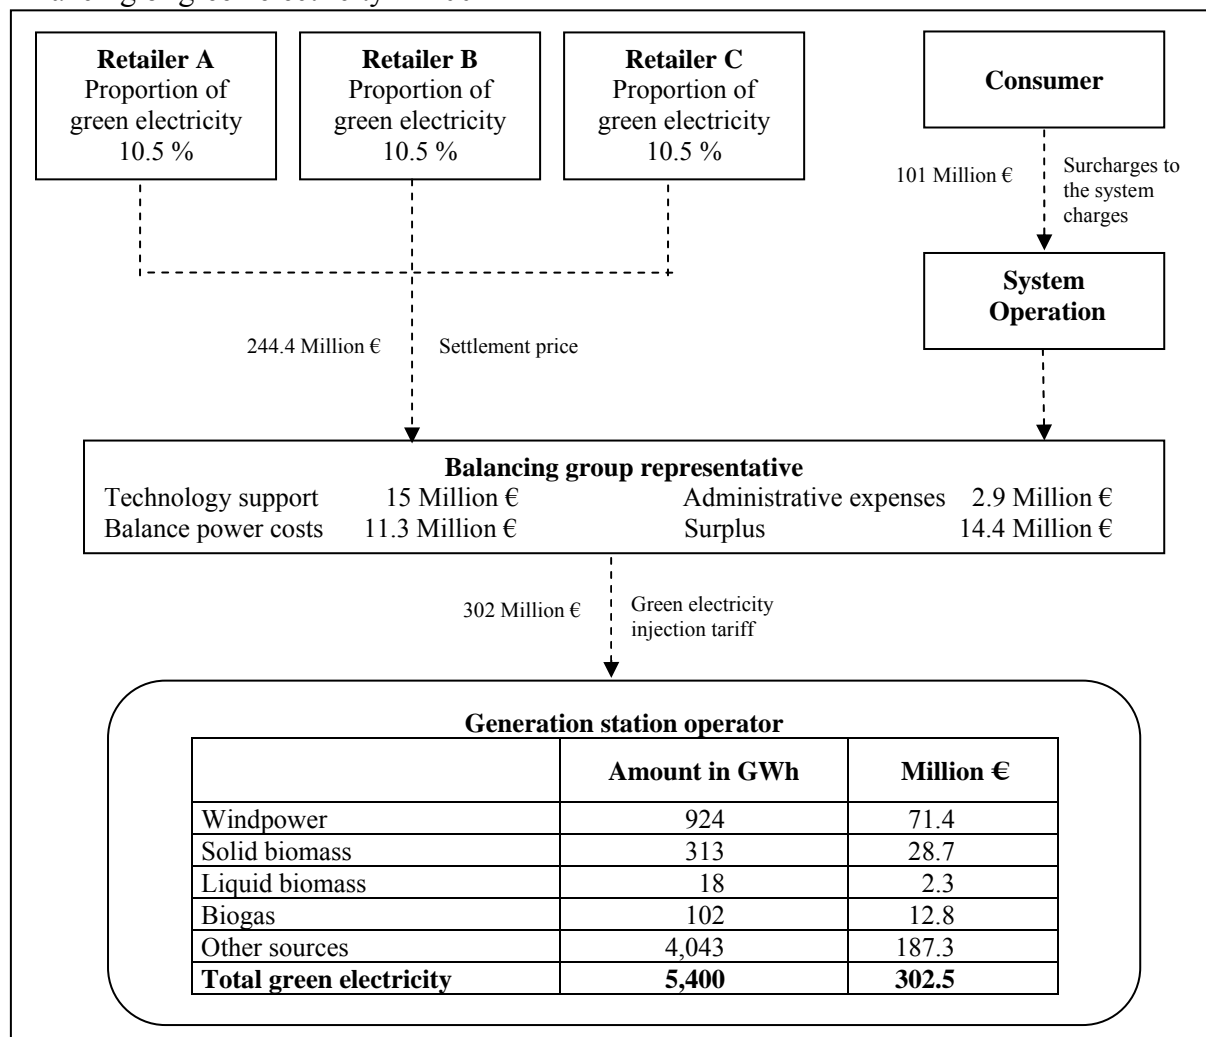 Retailer A
Proportion of
green electricity
10.5 %
Retailer B
Proportion of
green electricity
10.5 %
Retailer C
Proportion of
green electricity
10.5 %
Consumer
101 Million €
Surcharges to
the system
charges
System
Operation
244.4 Million €
Settlement price
Balancing group representative
Technology support 15 Million € Administrative expenses 2.9 Million €
Balance power costs 11.3 Million € Surplus 14.4 Million €
302 Million €
Green electricity
injection tariff
Generation station operator
Amount in GWh Million €
Windpower 924 71.4
Solid biomass 313 28.7
Liquid biomass 18 2.3
Biogas 102 12.8
Other sources 4,043 187.3
Total green electricity 5,400 302.5